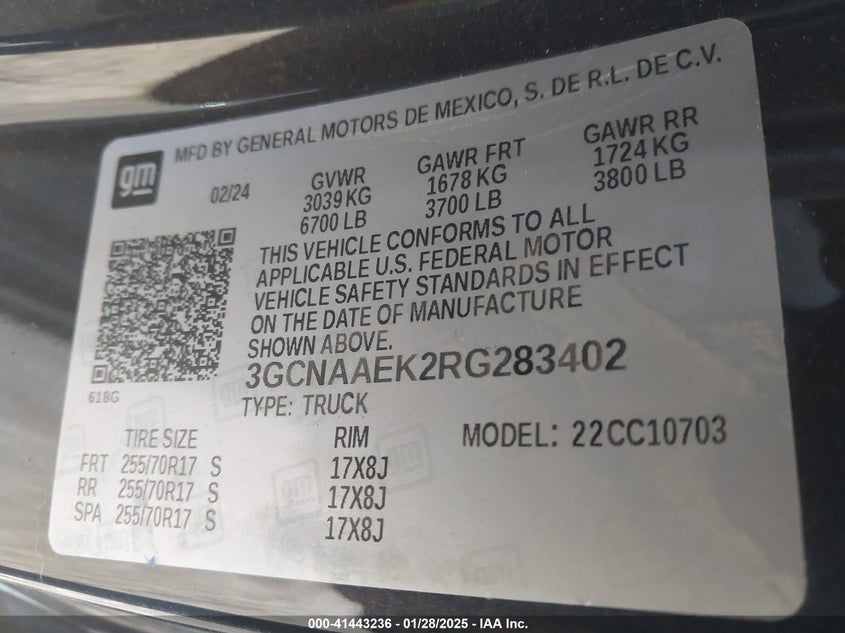 gm
MFD BY GENERAL MOTORS DE MEXICO, S. DE R.L. DE C.V.
02/24
GVWR
3039 KG
6700 LB
GAWR FRT
1678 KG
3700 LB
GAWR RR
1724 KG
3800 LB
THIS VEHICLE CONFORMS TO ALL
APPLICABLE U.S. FEDERAL MOTOR
VEHICLE SAFETY STANDARDS IN EFFECT
ON THE DATE OF MANUFACTURE
SHOWN ABOVE.
3GCNAAEK2RG283402
618G
TYPE: TRUCK
TIRE SIZE RIM MODEL: 22CC10703
FRT 255/70R17 S 17X8J
RR 255/70R17 S 17X8J
SPA 255/70R17 S 17X8J
000-41443236 - 01/28/2025 - IAA Inc.